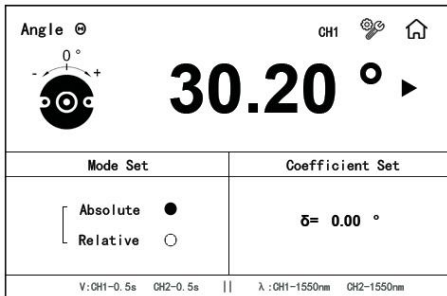 Angle Θ CH1
0°
- +
30.20 °
Mode Set Coefficient Set
Absolute
Relative
δ= 0.00 °
V:CH1-0.5s CH2-0.5s || λ:CH1-1550nm CH2-1550nm